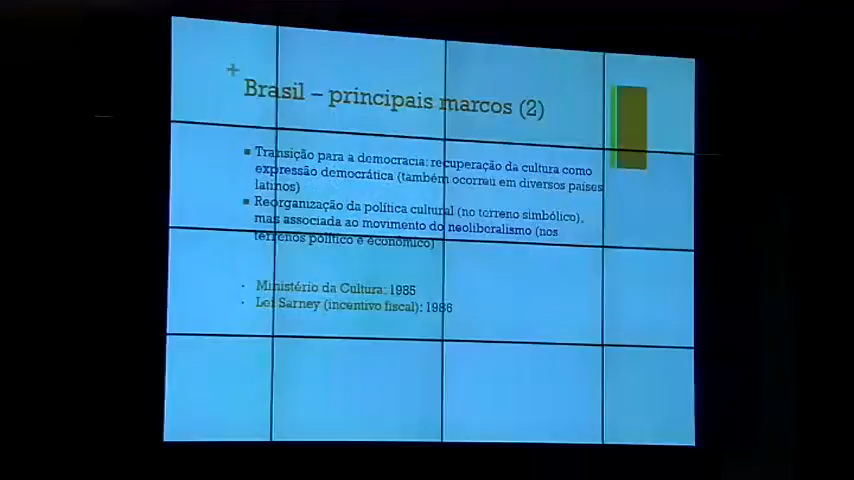 +
Brasil – principais marcos (2)
■ Transição para a democracia: recuperação da cultura como
expressão democrática (também ocorreu em diversos países
latinos)
■ Reorganização da política cultural (no terreno simbólico),
mas associada ao movimento do neoliberalismo (nos
terrenos político e econômico)
• Ministério da Cultura: 1985
• Lei Sarney (incentivo fiscal): 1986